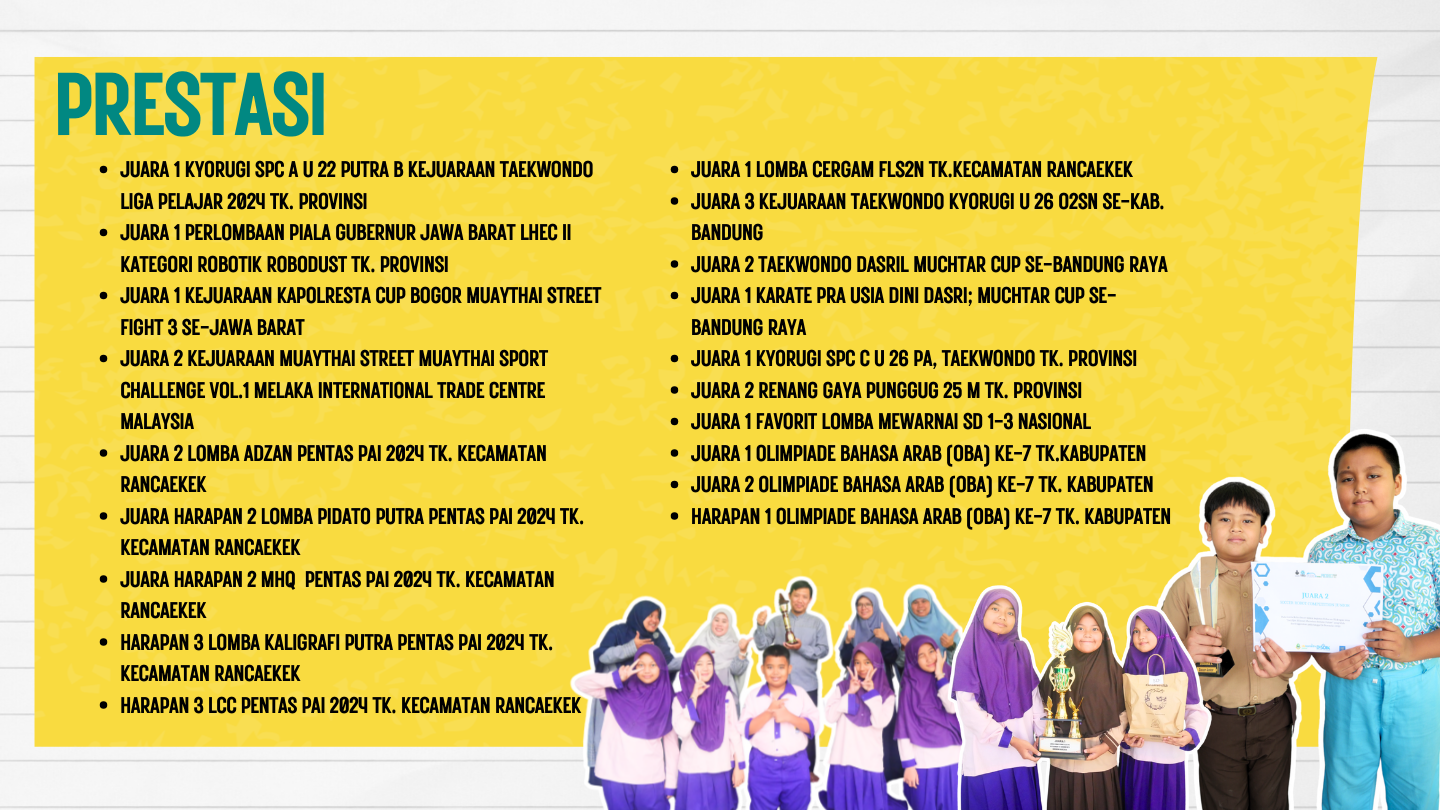 PRESTASI
JUARA 1 KYORUGI SPC A U 22 PUTRA B KEJUARAAN TAEKWONDO
LIGA PELAJAR 2024 TK. PROVINSI
JUARA 1 PERLOMBAAN PIALA GUBERNUR JAWA BARAT LHEC II
KATEGORI ROBOTIK ROBODUST TK. PROVINSI
JUARA 1 KEJUARAAN KAPOLRESTA CUP BOGOR MUAYTHAI STREET
FIGHT 3 SE-JAWA BARAT
JUARA 2 KEJUARAAN MUAYTHAI STREET MUAYTHAI SPORT
CHALLENGE VOL.1 MELAKA INTERNATIONAL TRADE CENTRE
MALAYSIA
JUARA 2 LOMBA ADZAN PENTAS PAI 2024 TK. KECAMATAN
RANCAEKEK
JUARA HARAPAN 2 LOMBA PIDATO PUTRA PENTAS PAI 2024 TK.
KECAMATAN RANCAEKEK
JUARA HARAPAN 2 MHQ  PENTAS PAI 2024 TK. KECAMATAN
RANCAEKEK
HARAPAN 3 LOMBA KALIGRAFI PUTRA PENTAS PAI 2024 TK.
KECAMATAN RANCAEKEK
HARAPAN 3 LCC PENTAS PAI 2024 TK. KECAMATAN RANCAEKEK
JUARA 1 LOMBA CERGAM FLS2N TK.KECAMATAN RANCAEKEK
JUARA 3 KEJUARAAN TAEKWONDO KYORUGI U 26 O2SN SE-KAB.
BANDUNG
JUARA 2 TAEKWONDO DASRIL MUCHTAR CUP SE-BANDUNG RAYA
JUARA 1 KARATE PRA USIA DINI DASRI; MUCHTAR CUP SE-
BANDUNG RAYA
JUARA 1 KYORUGI SPC C U 26 PA, TAEKWONDO TK. PROVINSI
JUARA 2 RENANG GAYA PUNGGUG 25 M TK. PROVINSI
JUARA 1 FAVORIT LOMBA MEWARNAI SD 1-3 NASIONAL
JUARA 1 OLIMPIADE BAHASA ARAB (OBA) KE-7 TK.KABUPATEN
JUARA 2 OLIMPIADE BAHASA ARAB (OBA) KE-7 TK. KABUPATEN
HARAPAN 1 OLIMPIADE BAHASA ARAB (OBA) KE-7 TK. KABUPATEN
JUARA 2